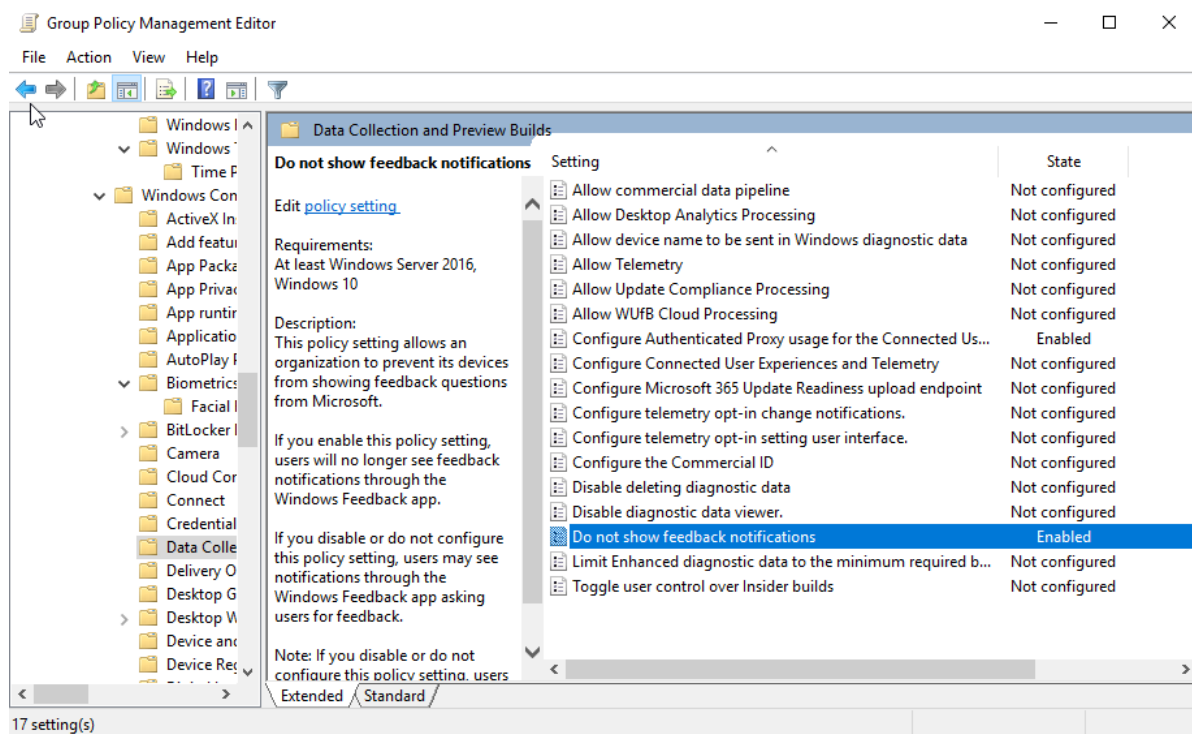 Group Policy Management Editor
File Action View Help
Windows
Windows
Time P
Windows Con
ActiveX In
Add featur
App Packa
App Privac
App runtir
Applicatio
AutoPlay
Biometrics
Facial
BitLocker
Camera
Cloud Con
Connect
Credential
Data Colle
Delivery O
Desktop G
Desktop W
Device and
Device Reg
Data Collection and Preview Builds
Do not show feedback notifications
Edit policy setting
Requirements:
At least Windows Server 2016,
Windows 10
Description:
This policy setting allows an
organization to prevent its devices
from showing feedback questions
from Microsoft.
If you enable this policy setting,
users will no longer see feedback
notifications through the
Windows Feedback app.
If you disable or do not configure
this policy setting, users may see
notifications through the
Windows Feedback app asking
users for feedback.
Note: If you disable or do not
configure this policy setting, users
Setting State
Allow commercial data pipeline Not configured
Allow Desktop Analytics Processing Not configured
Allow device name to be sent in Windows diagnostic data Not configured
Allow Telemetry Not configured
Allow Update Compliance Processing Not configured
Allow WUfB Cloud Processing Not configured
Configure Authenticated Proxy usage for the Connected Us... Enabled
Configure Connected User Experiences and Telemetry Not configured
Configure Microsoft 365 Update Readiness upload endpoint Not configured
Configure telemetry opt-in change notifications. Not configured
Configure telemetry opt-in setting user interface. Not configured
Configure the Commercial ID Not configured
Disable deleting diagnostic data Not configured
Disable diagnostic data viewer. Not configured
Do not show feedback notifications Enabled
Limit Enhanced diagnostic data to the minimum required b... Not configured
Toggle user control over Insider builds Not configured
Extended Standard
17 setting(s)